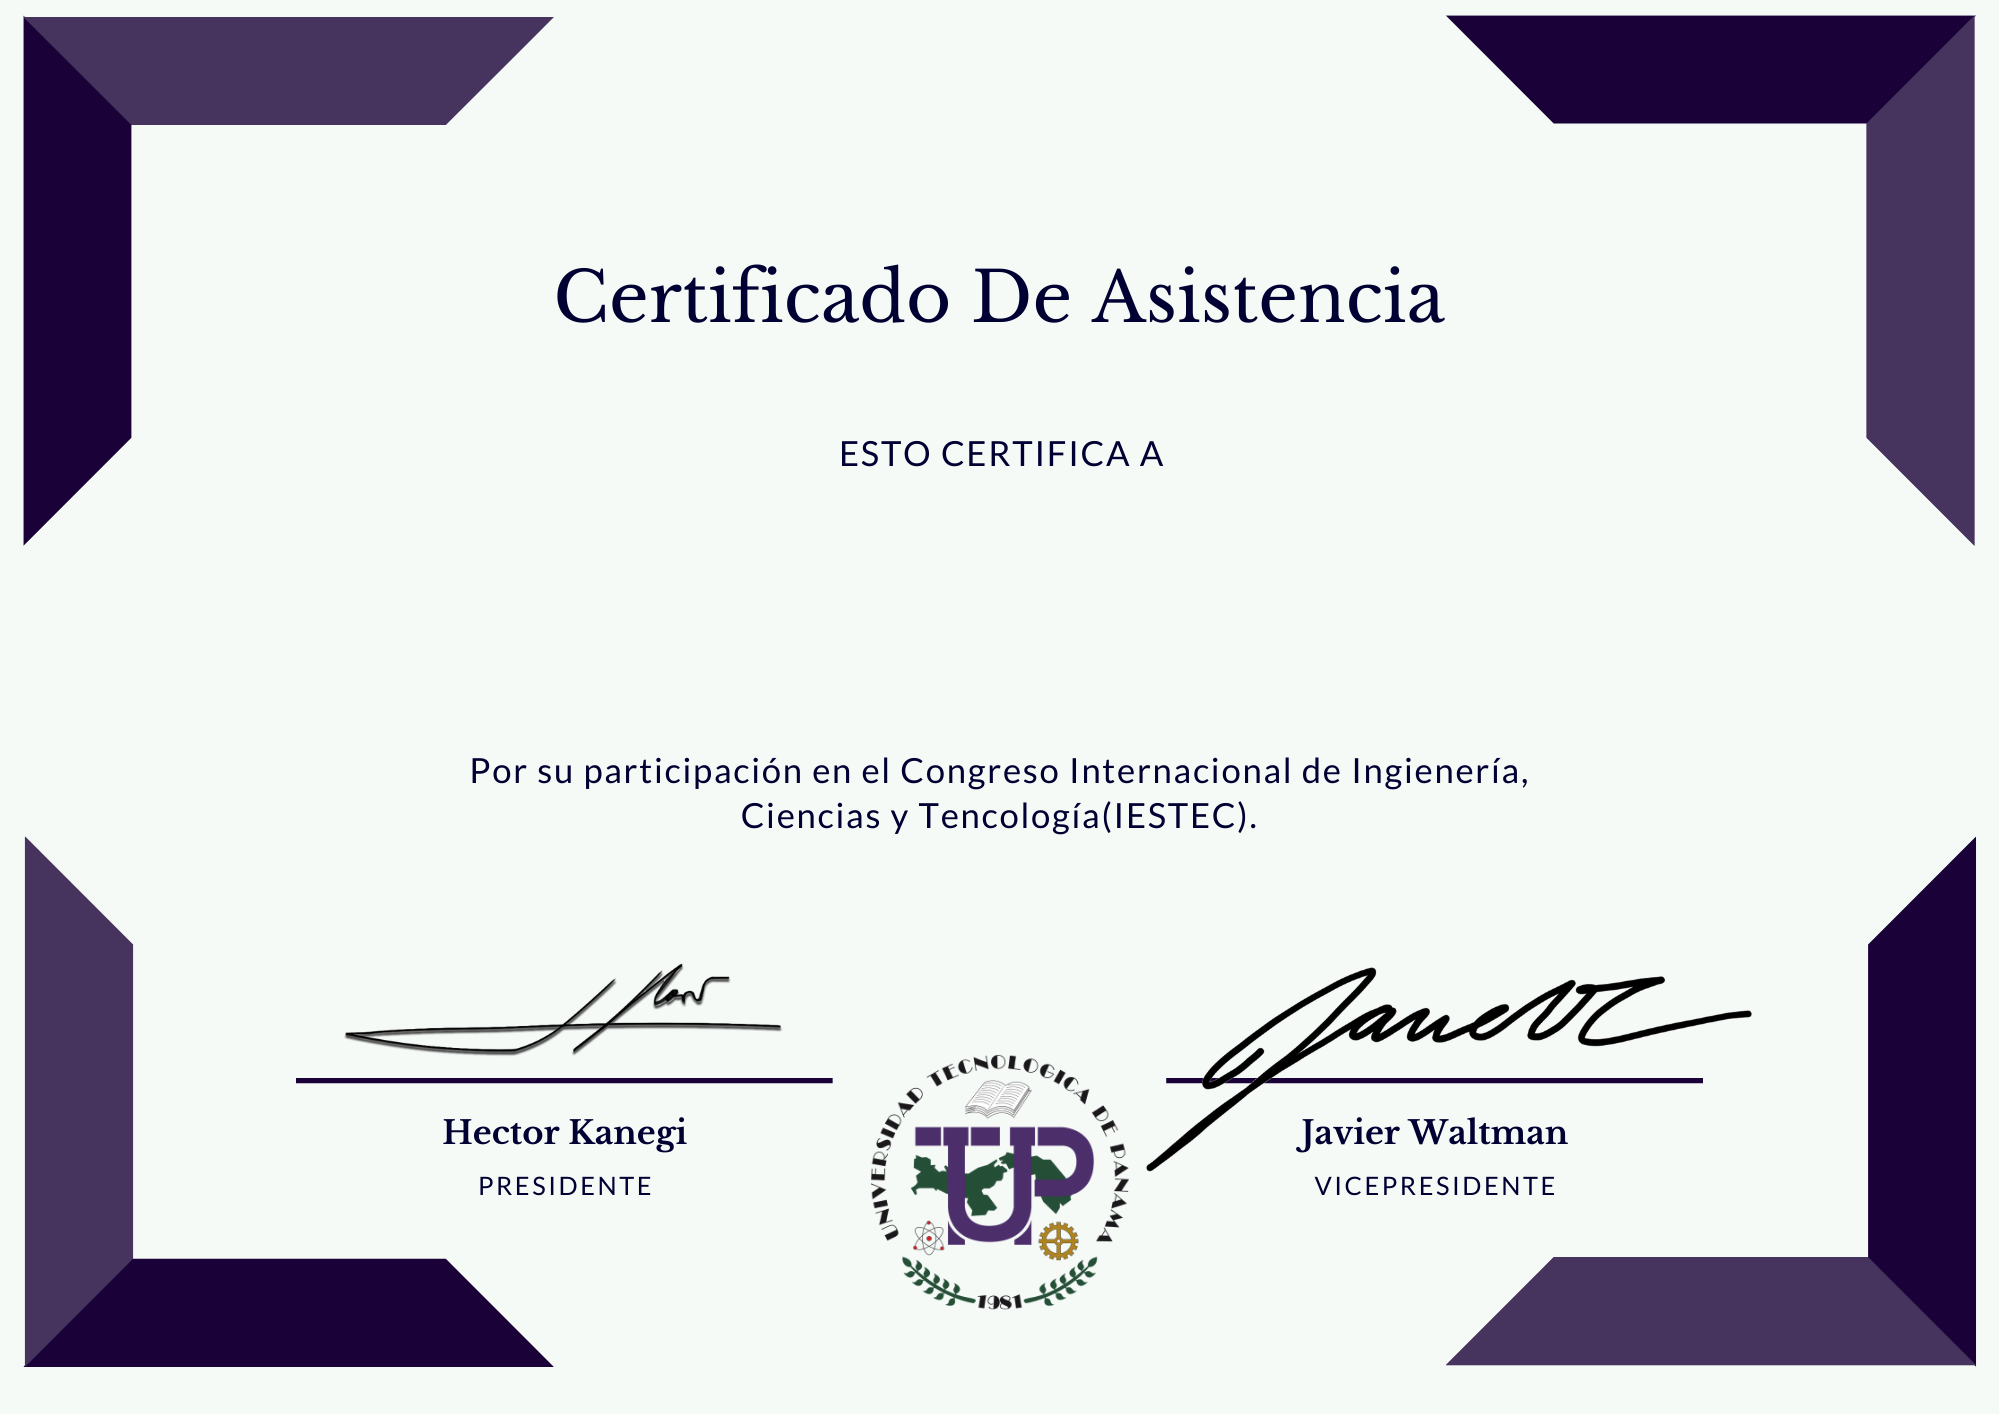 Certificado De Asistencia
ESTO CERTIFICA A
Por su participación en el Congreso Internacional de Ingienería,
Ciencias y Tencología(IESTEC).
Hector Kanegi
PRESIDENTE
UNIVERSIDAD TECNOLOGICA DE PANAMA
UTP
1981
Javier Waltman
VICEPRESIDENTE